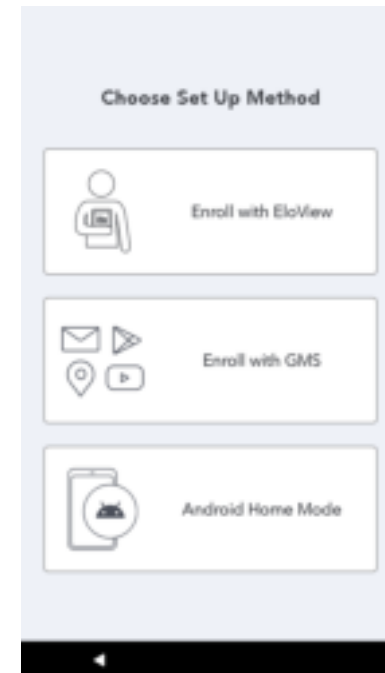 Choose Set Up Method
Enroll with EloView
Enroll with GMS
Android Home Mode